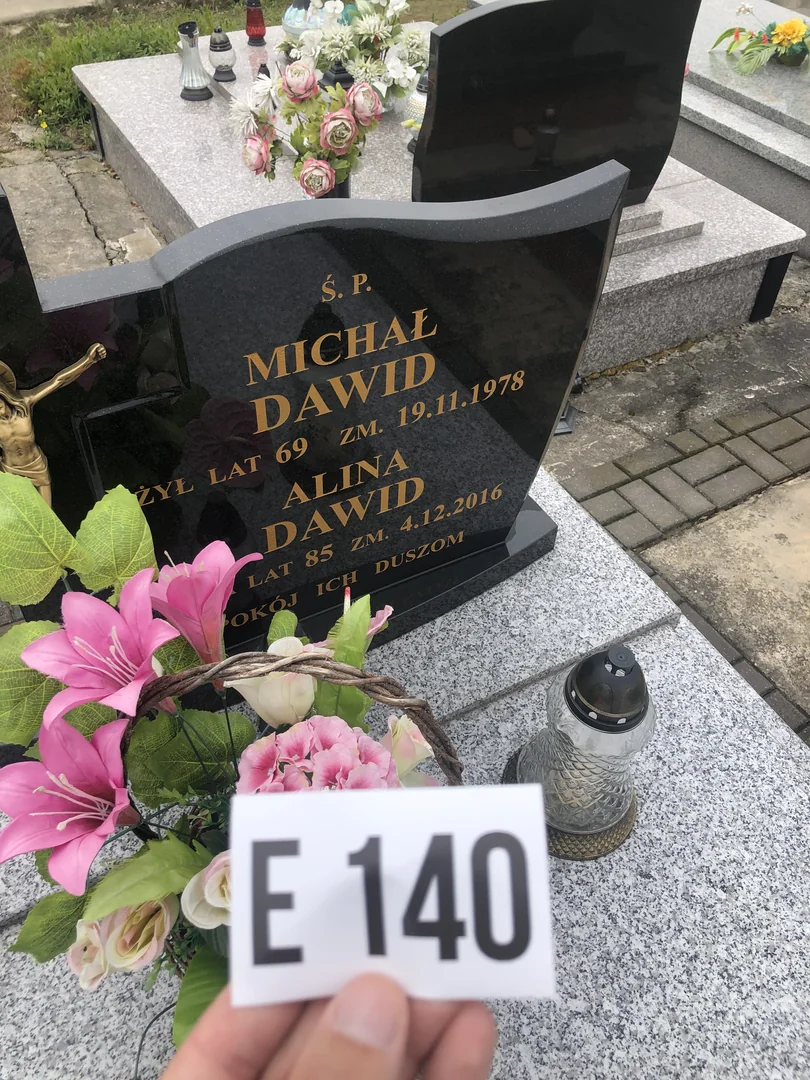 Ś. P.
MICHAŁ
DAWID
ŻYŁ LAT 69 ZM. 19.11.1978
ALINA
DAWID
LAT 85 ZM. 4.12.2016
POKÓJ ICH DUSZOM
E 140